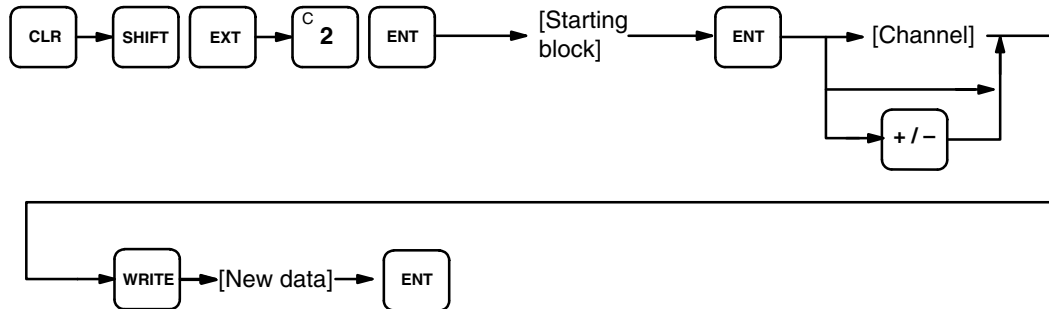 CLR SHIFT EXT C 2 ENT [Starting block] ENT [Channel]
+ / −
WRITE [New data] ENT